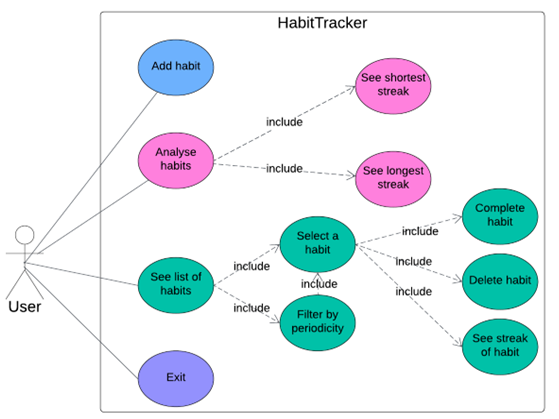 HabitTracker
Add habit
See shortest
streak
include
Analyse
habits
include
See longest
streak
Complete
habit
Select a
habit
include
include
include
Delete habit
See list of
habits
include
include
include
User
Filter by
periodicity
See streak
of habit
Exit